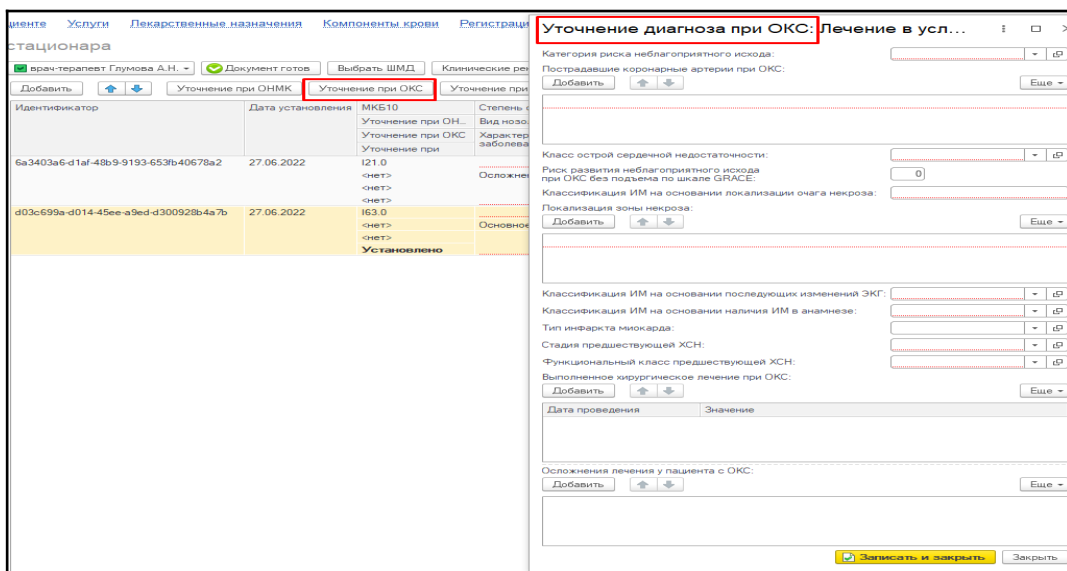 циенте Услуги Лекарственные назначения Компоненты крови Регистраци
стационара
врач-терапевт Глумова А.Н. Документ готов Выбрать ШМД Клинические рек
Добавить Уточнение при ОНМК Уточнение при ОКС Уточнение при
Идентификатор Дата установления МКБ10 Степень
Уточнение при ОН... Вид нозо
Уточнение при ОКС Характер
заболева
Уточнение при
6a3403a6-d1af-48b9-9193-653fb40678a2 27.06.2022 I21.0
<нет> Осложнен
<нет>
d03c699a-d014-45ee-a9ed-d300928b4a7b 27.06.2022 I63.0
<нет> Основное
<нет>
Установлено
Уточнение диагноза при ОКС: Лечение в усл...
Категория риска неблагоприятного исхода:
Пострадавшие коронарные артерии при ОКС:
Добавить Еще
Класс острой сердечной недостаточности:
Риск развития неблагоприятного исхода
при ОКС без подъема по шкале GRACE: 0
Классификация ИМ на основании локализации очага некроза:
Локализация зоны некроза:
Добавить Еще
Классификация ИМ на основании последующих изменений ЭКГ:
Классификация ИМ на основании наличия ИМ в анамнезе:
Тип инфаркта миокарда:
Стадия предшествующей ХСН:
Функциональный класс предшествующей ХСН:
Выполненное хирургическое лечение при ОКС:
Добавить Еще
Дата проведения Значение
Осложнения лечения у пациента с ОКС:
Добавить Еще
Записать и закрыть Закрыть